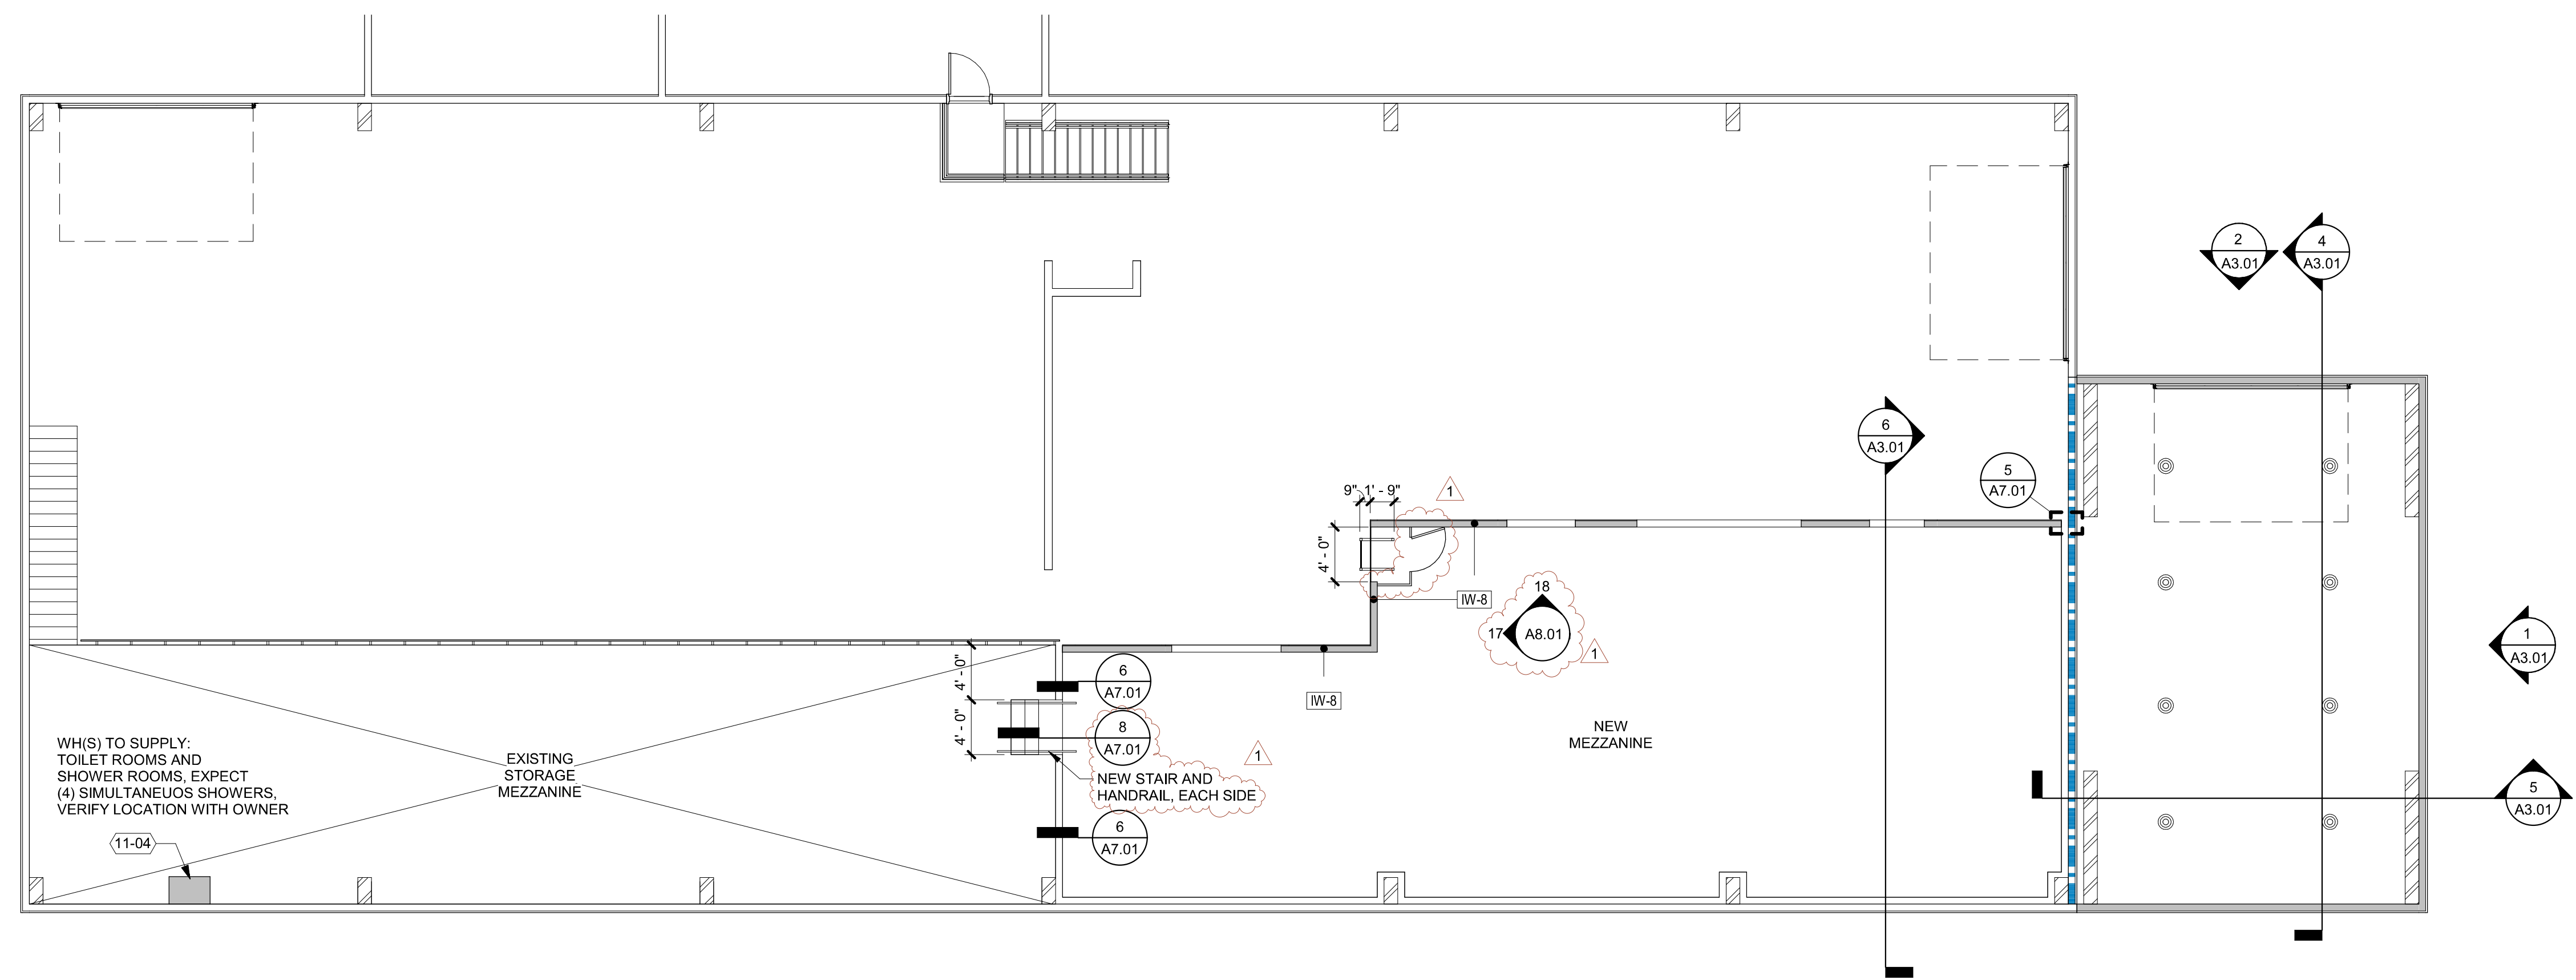 2
A3.01
4
A3.01
6
A3.01
5
A7.01
9"
1' - 9"
1
4' - 0"
IW-8
18
17
A8.01
1
1
A3.01
4' - 0"
6
A7.01
IW-8
4' - 0"
8
A7.01
1
NEW
MEZZANINE
WH(S) TO SUPPLY:
TOILET ROOMS AND
SHOWER ROOMS, EXPECT
(4) SIMULTANEUOS SHOWERS,
VERIFY LOCATION WITH OWNER
EXISTING
STORAGE
MEZZANINE
NEW STAIR AND
HANDRAIL, EACH SIDE
5
A3.01
11-04
6
A7.01